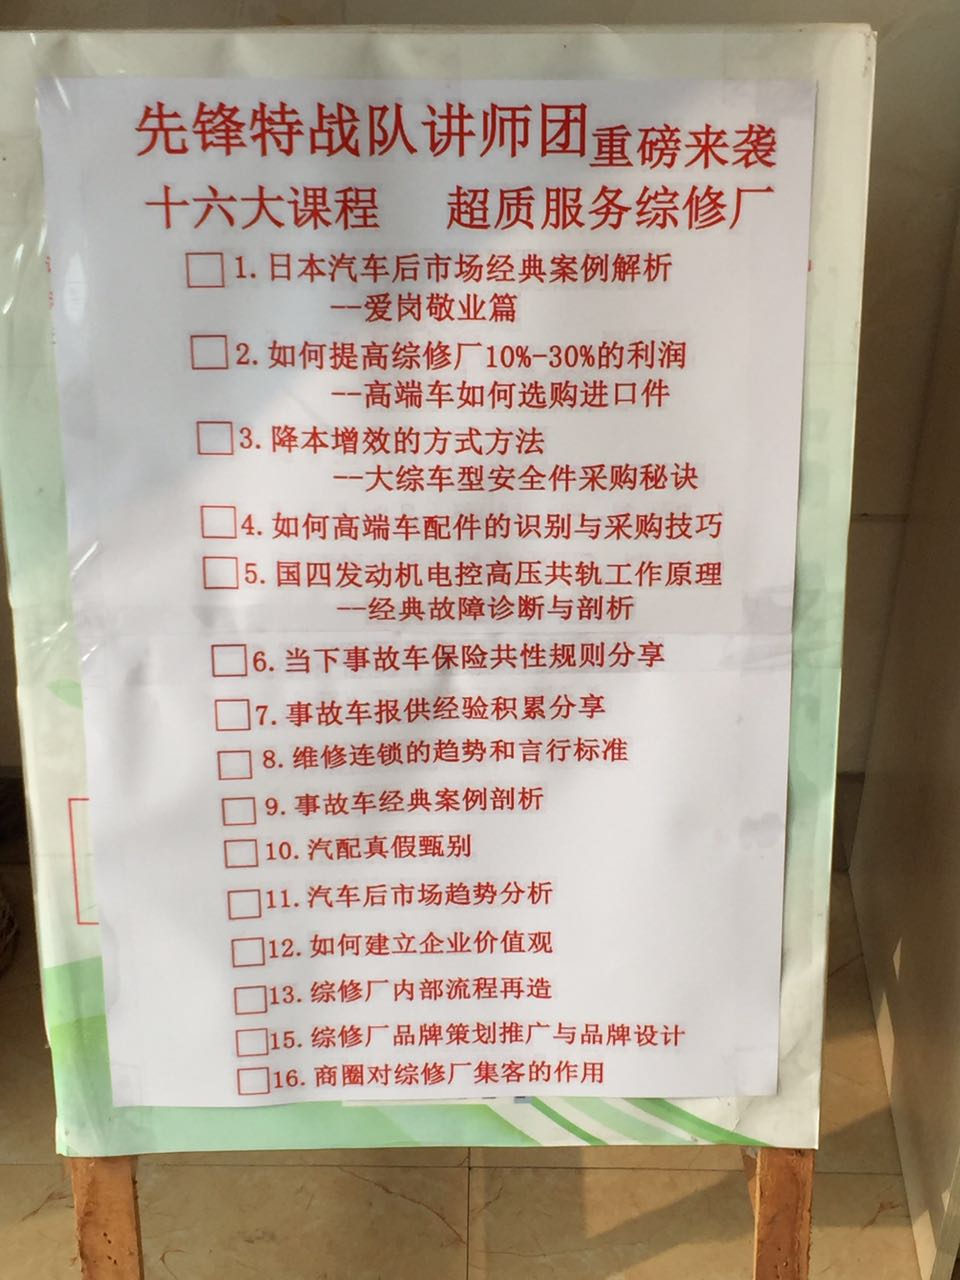 先锋特战队讲师团重磅来袭
十六大课程 超质服务综修厂
1.日本汽车后市场经典案例解析
--爱岗敬业篇
2.如何提高综修厂10%-30%的利润
--高端车如何选购进口件
3.降本增效的方式方法
--大综车型安全件采购秘诀
4.如何高端车配件的识别与采购技巧
5.国四发动机电控高压共轨工作原理
--经典故障诊断与剖析
6.当下事故车保险共性规则分享
7.事故车报供经验积累分享
8.维修连锁的趋势和言行标准
9.事故车经典案例剖析
10.汽配真假甄别
11.汽车后市场趋势分析
12.如何建立企业价值观
13.综修厂内部流程再造
15.综修厂品牌策划推广与品牌设计
16.商圈对综修厂集客的作用